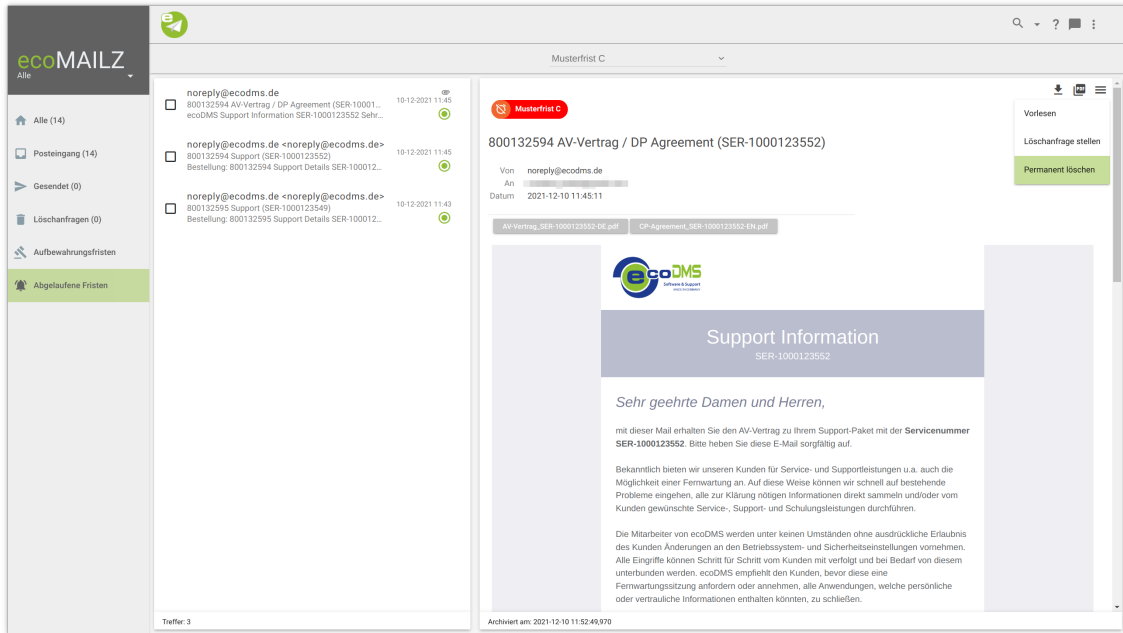 e
ecoMAILZ
Alle
?
Musterfrist C
Alle (14)
Posteingang (14)
Gesendet (0)
Löschanfragen (0)
Aufbewahrungsfristen
Abgelaufene Fristen
noreply@ecodms.de
800132594 AV-Vertrag / DP Agreement (SER-10001...
10-12-2021 11:45
ecoDMS Support Information SER-1000123552 Sehr...
noreply@ecodms.de <noreply@ecodms.de>
800132594 Support (SER-1000123552)
10-12-2021 11:45
Bestellung: 800132594 Support Details SER-100012...
noreply@ecodms.de <noreply@ecodms.de>
800132595 Support (SER-1000123549)
10-12-2021 11:43
Bestellung: 800132595 Support Details SER-100012...
Treffer: 3
PDF
Vorlesen
Löschanfrage stellen
Permanent löschen
Musterfrist C
800132594 AV-Vertrag / DP Agreement (SER-1000123552)
Von noreply@ecodms.de
An
Datum 2021-12-10 11:45:11
AV-Vertrag_SER-1000123552-DE.pdf CP-Agreement_SER-1000123552-EN.pdf
ecoDMS
Software & Support
MADE IN GERMANY
Support Information
SER-1000123552
Sehr geehrte Damen und Herren,
mit dieser Mail erhalten Sie den AV-Vertrag zu Ihrem Support-Paket mit der Servicenummer
SER-1000123552. Bitte heben Sie diese E-Mail sorgfältig auf.
Bekanntlich bieten wir unseren Kunden für Service- und Supportleistungen u.a. auch die
Möglichkeit einer Fernwartung an. Auf diese Weise können wir schnell auf bestehende
Probleme eingehen, alle zur Klärung nötigen Informationen direkt sammeln und/oder vom
Kunden gewünschte Service-, Support- und Schulungsleistungen durchführen.
Die Mitarbeiter von ecoDMS werden unter keinen Umständen ohne ausdrückliche Erlaubnis
des Kunden Änderungen an den Betriebssystem- und Sicherheitseinstellungen vornehmen.
Alle Eingriffe können Schritt für Schritt vom Kunden mit verfolgt und bei Bedarf von diesem
unterbunden werden. ecoDMS empfiehlt den Kunden, bevor diese eine
Fernwartungssitzung anfordern oder annehmen, alle Anwendungen, welche persönliche
oder vertrauliche Informationen enthalten könnten, zu schließen.
Archiviert am: 2021-12-10 11:52:49,970